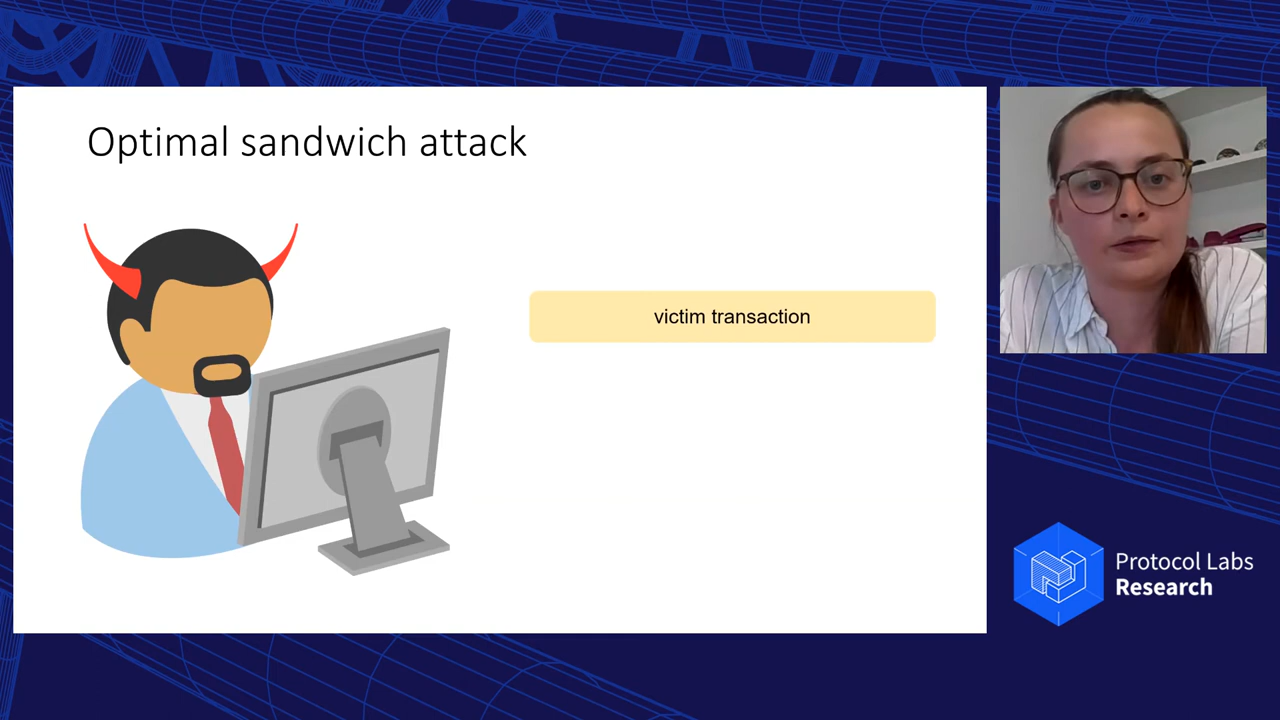 Optimal sandwich attack
victim transaction
Protocol Labs
Research